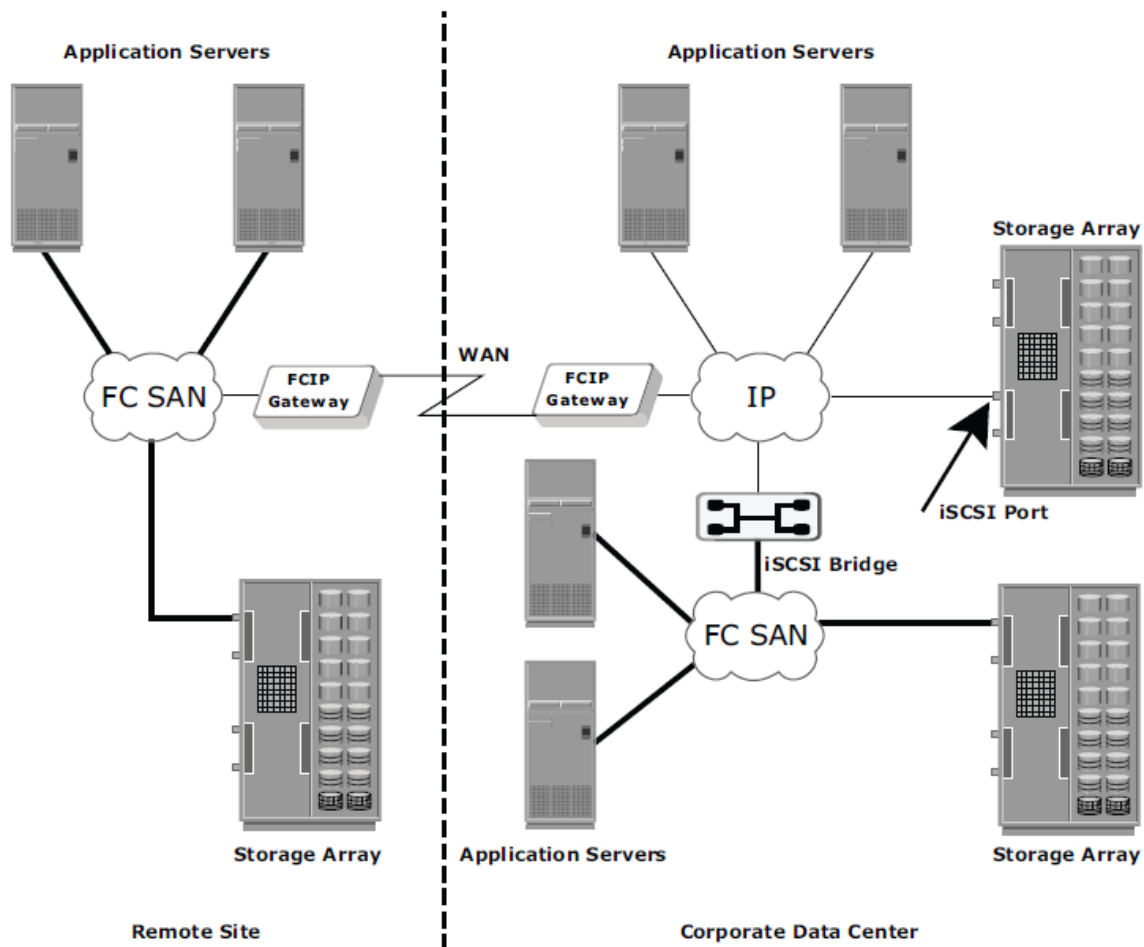 Application Servers
Application Servers
Storage Array
WAN
FC SAN
FCIP
Gateway
FCIP
Gateway
IP
iSCSI Port
iSCSI Bridge
FC SAN
Storage Array
Application Servers
Storage Array
Remote Site
Corporate Data Center